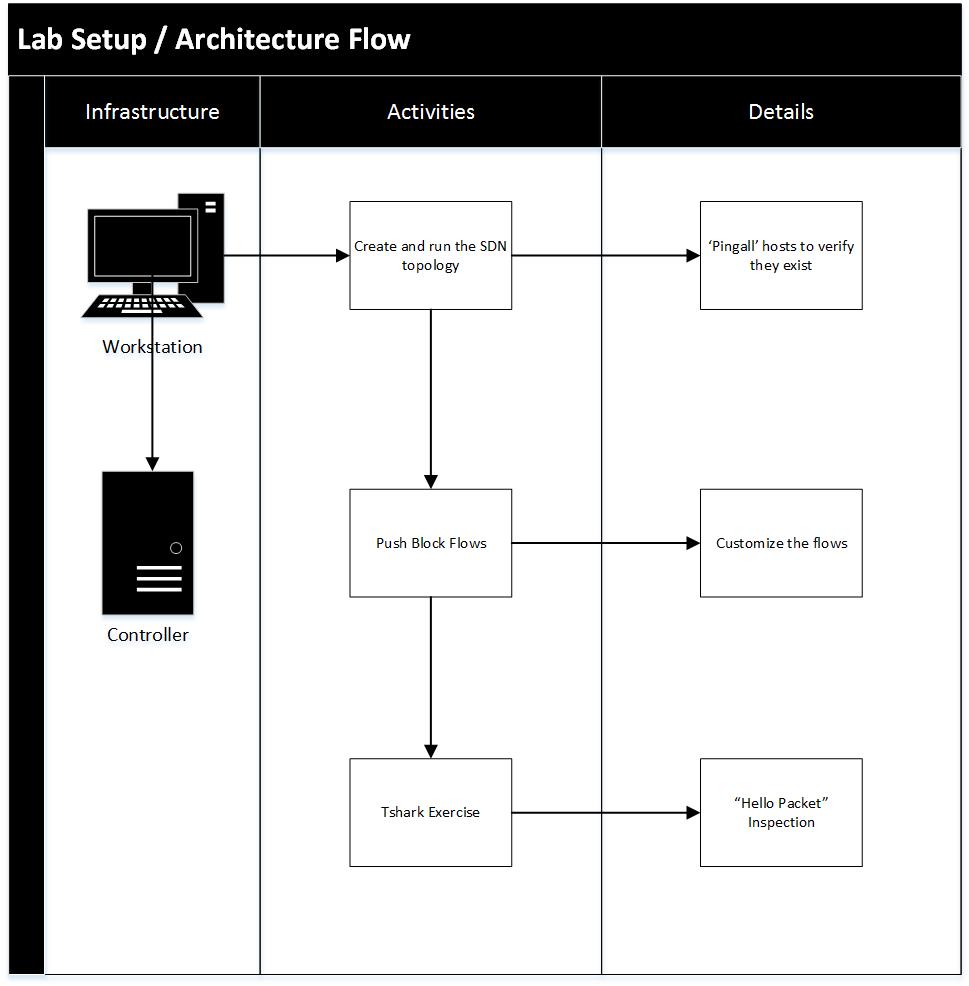 Lab Setup / Architecture Flow
Infrastructure
Activities
Details
Workstation
Create and run the SDN
topology
‘Pingall’ hosts to verify
they exist
Push Block Flows
Customize the flows
Controller
Tshark Exercise
“Hello Packet”
Inspection